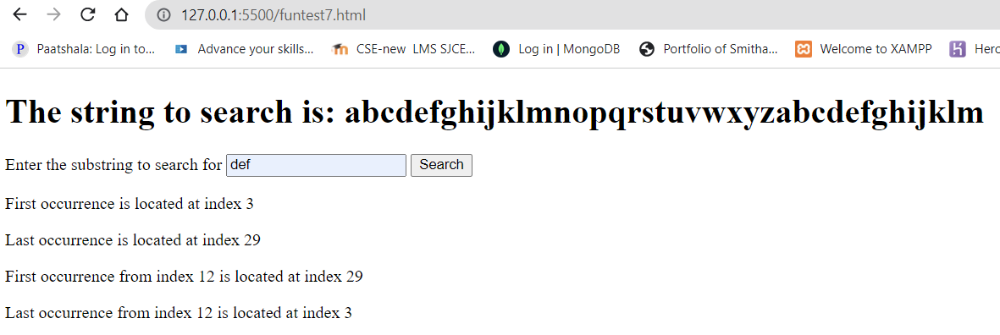 127.0.0.1:5500/funtest7.html
Paatshala: Log in to... Advance your skills... CSE-new LMS SJCE... Log in | MongoDB Portfolio of Smitha... Welcome to XAMPP Herc
The string to search is: abcdefghijklmnopqrstuvwxyzabcdefghijklm
Enter the substring to search for def Search
First occurrence is located at index 3
Last occurrence is located at index 29
First occurrence from index 12 is located at index 29
Last occurrence from index 12 is located at index 3